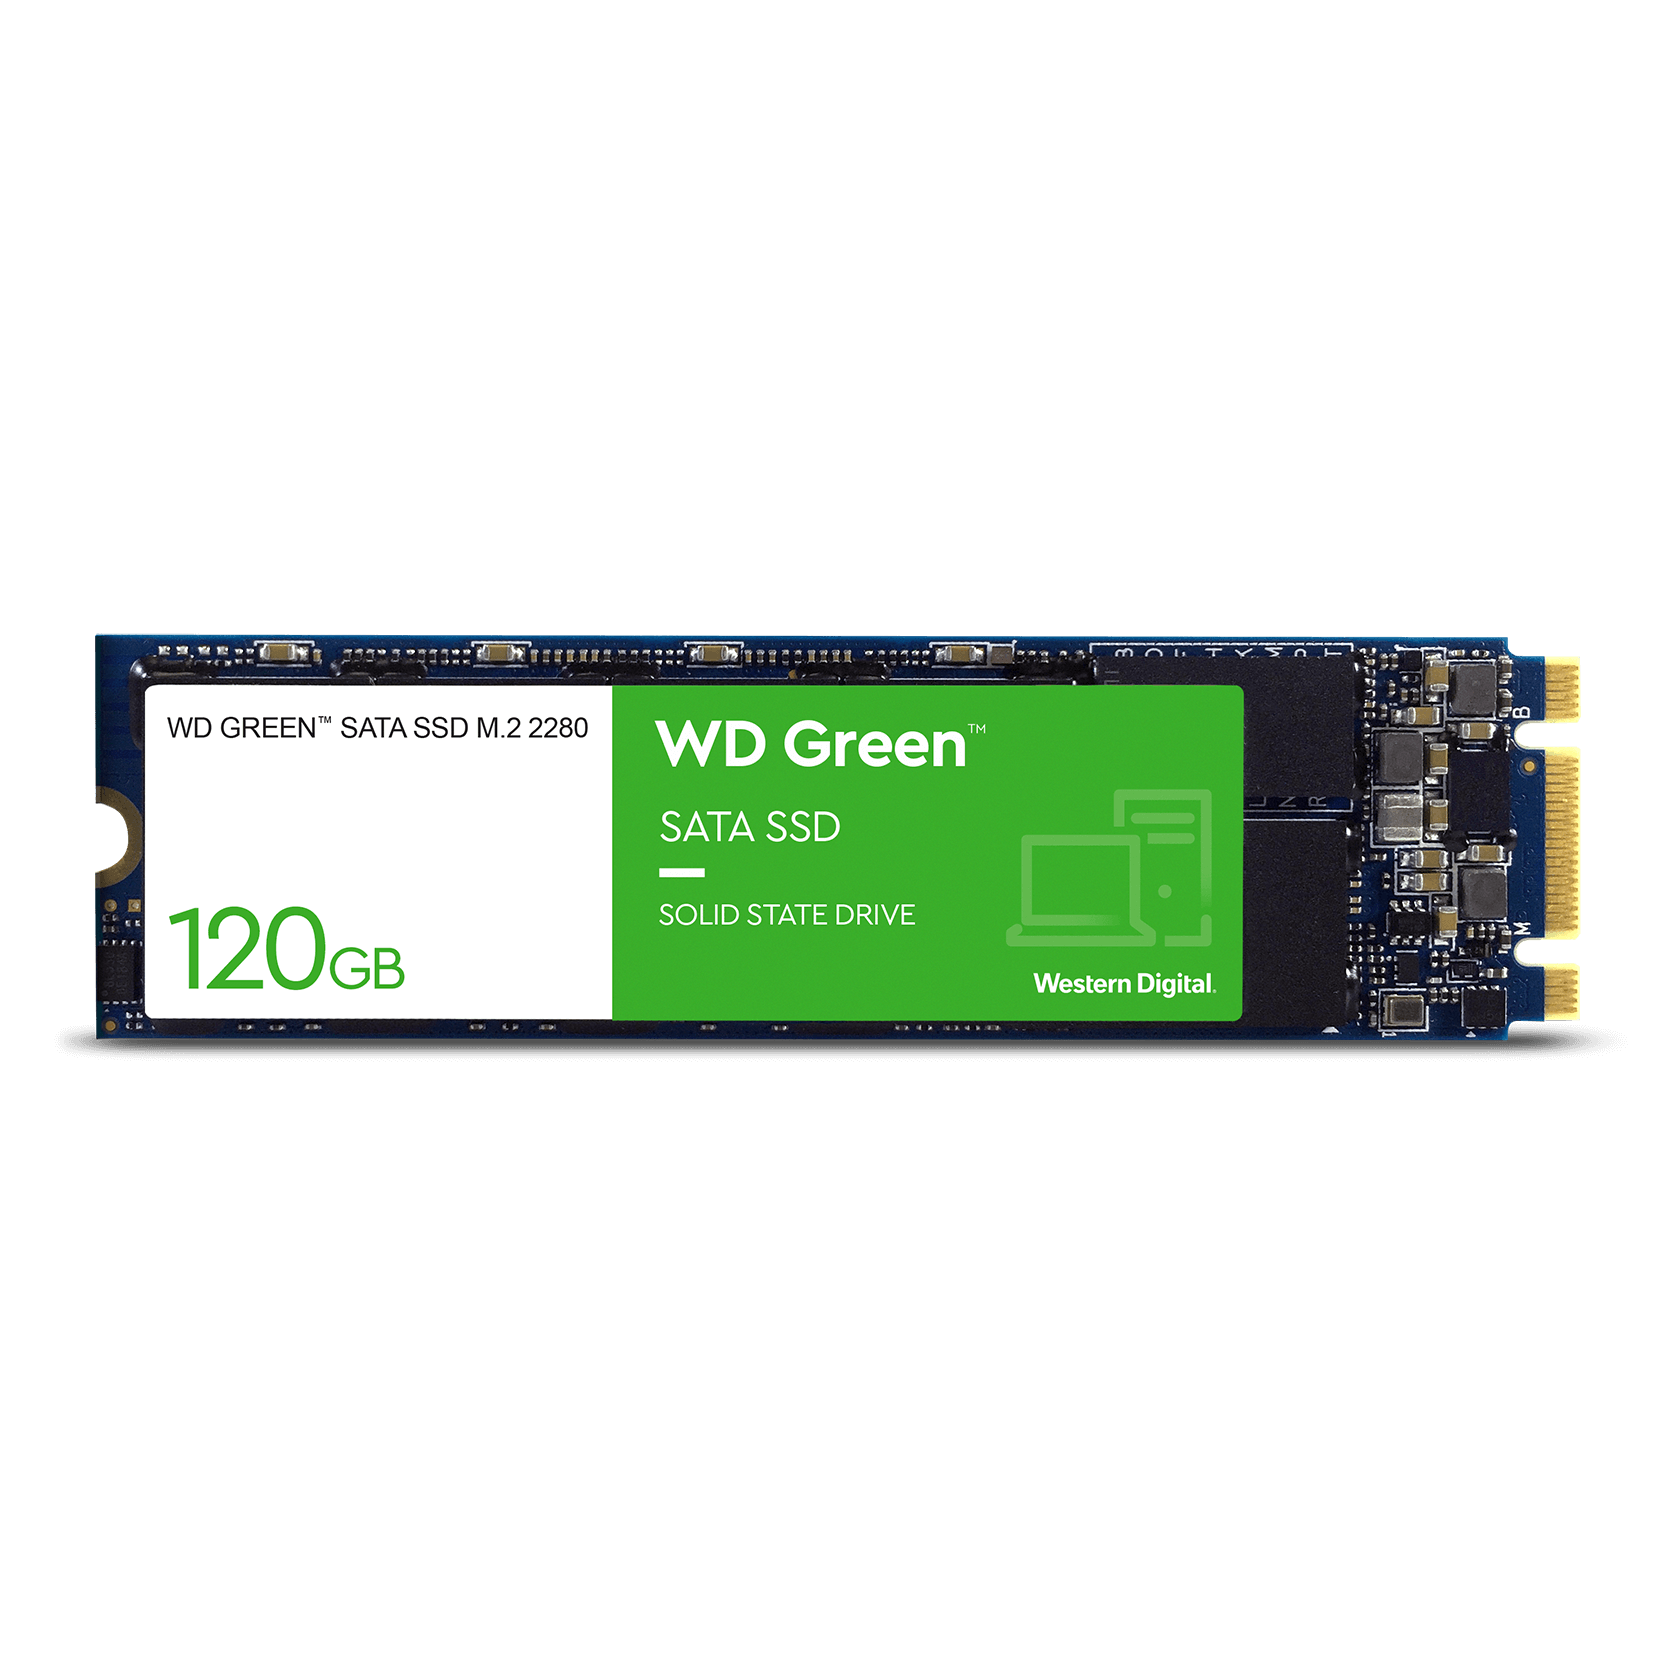 WD GREEN™ SATA SSD M.2 2280
120GB
WD Green™
SATA SSD
SOLID STATE DRIVE
Western Digital.
B
M